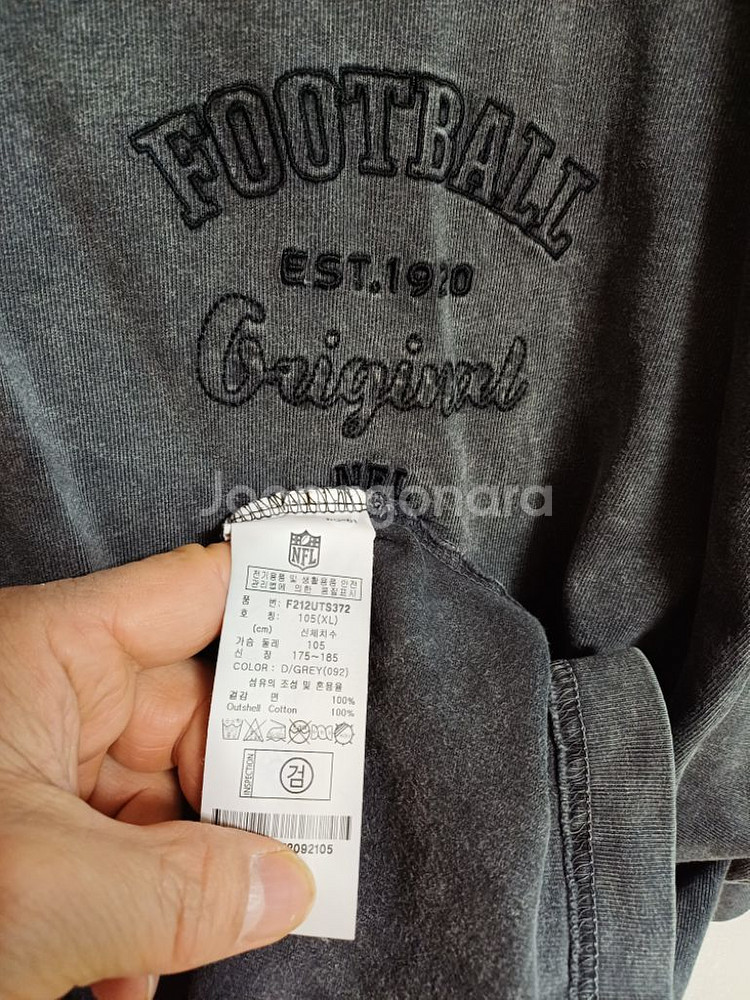 FOOTBALL
EST.1920
Original
NFL
Joonggonara
NFL
전기용품 및 생활용품 안전
관리법에 의한 품질표시
품 번: F212UTS372
호 칭: 105(XL)
(cm) 신체치수
가슴 둘레 105
신 장 175~185
COLOR: D/GREY(092)
섬유의 조성 및 혼용율
겉감 면 100%
Outshell Cotton 100%
INSPECTION
검
2092105